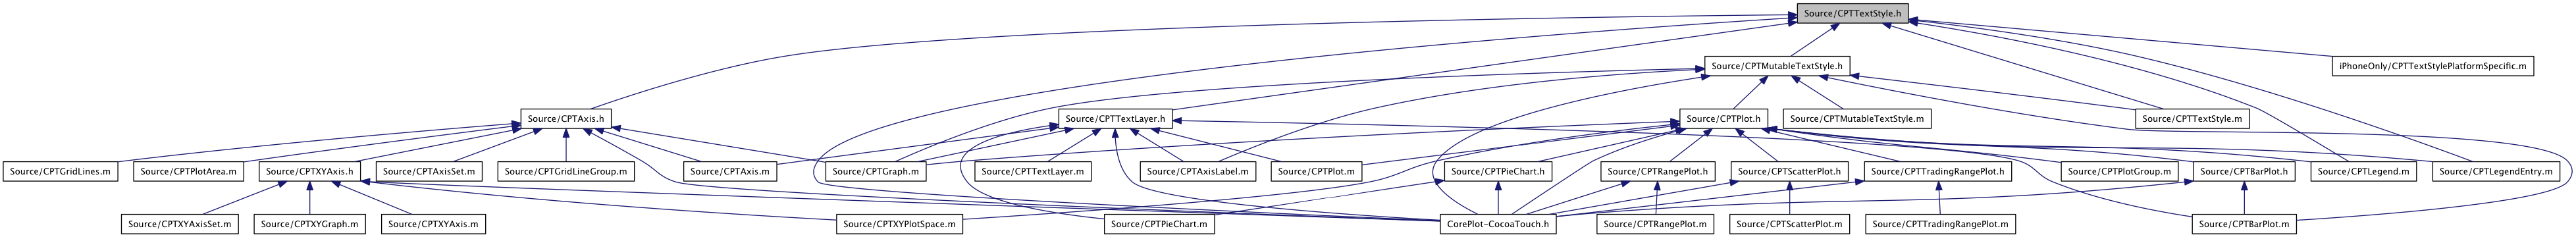 Source/CPTTextStyle.h
Source/CPTMutableTextStyle.h
iPhoneOnly/CPTTextStylePlatformSpecific.m
Source/CPTAxis.h
Source/CPTTextLayer.h
Source/CPTPlot.h
Source/CPTMutableTextStyle.m
Source/CPTTextStyle.m
Source/CPTGridLines.m
Source/CPTPlotArea.m
Source/CPTXYAxis.h
Source/CPTAxisSet.m
Source/CPTGridLineGroup.m
Source/CPTAxis.m
Source/CPTGraph.m
Source/CPTTextLayer.m
Source/CPTAxisLabel.m
Source/CPTPlot.m
Source/CPTPieChart.h
Source/CPTRangePlot.h
Source/CPTScatterPlot.h
Source/CPTTradingRangePlot.h
Source/CPTPlotGroup.m
Source/CPTBarPlot.h
Source/CPTLegend.m
Source/CPTLegendEntry.m
Source/CPTXYAxisSet.m
Source/CPTXYGraph.m
Source/CPTXYAxis.m
Source/CPTXYPlotSpace.m
Source/CPTPieChart.m
CorePlot-CocoaTouch.h
Source/CPTRangePlot.m
Source/CPTScatterPlot.m
Source/CPTTradingRangePlot.m
Source/CPTBarPlot.m